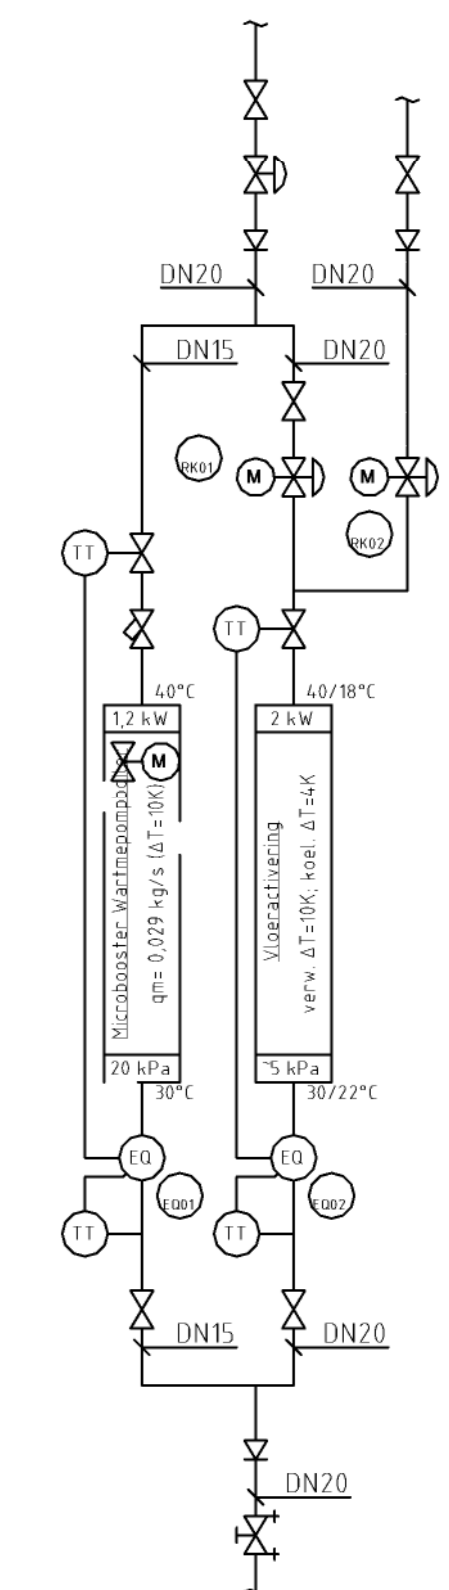 DN20
DN20
DN15
DN20
RK01
M
M
RK02
TT
TT
40°C
40/18°C
1,2 kW
2 kW
M
Microbooster Wartmepompboiler
qm= 0,029 kg/s (ΔT=10K)
Vloeractivering
verw. ΔT=10K; koel. ΔT=4K
20 kPa
~5 kPa
30°C
30/22°C
EQ
EQ
EQ01
EQ02
TT
TT
DN15
DN20
DN20